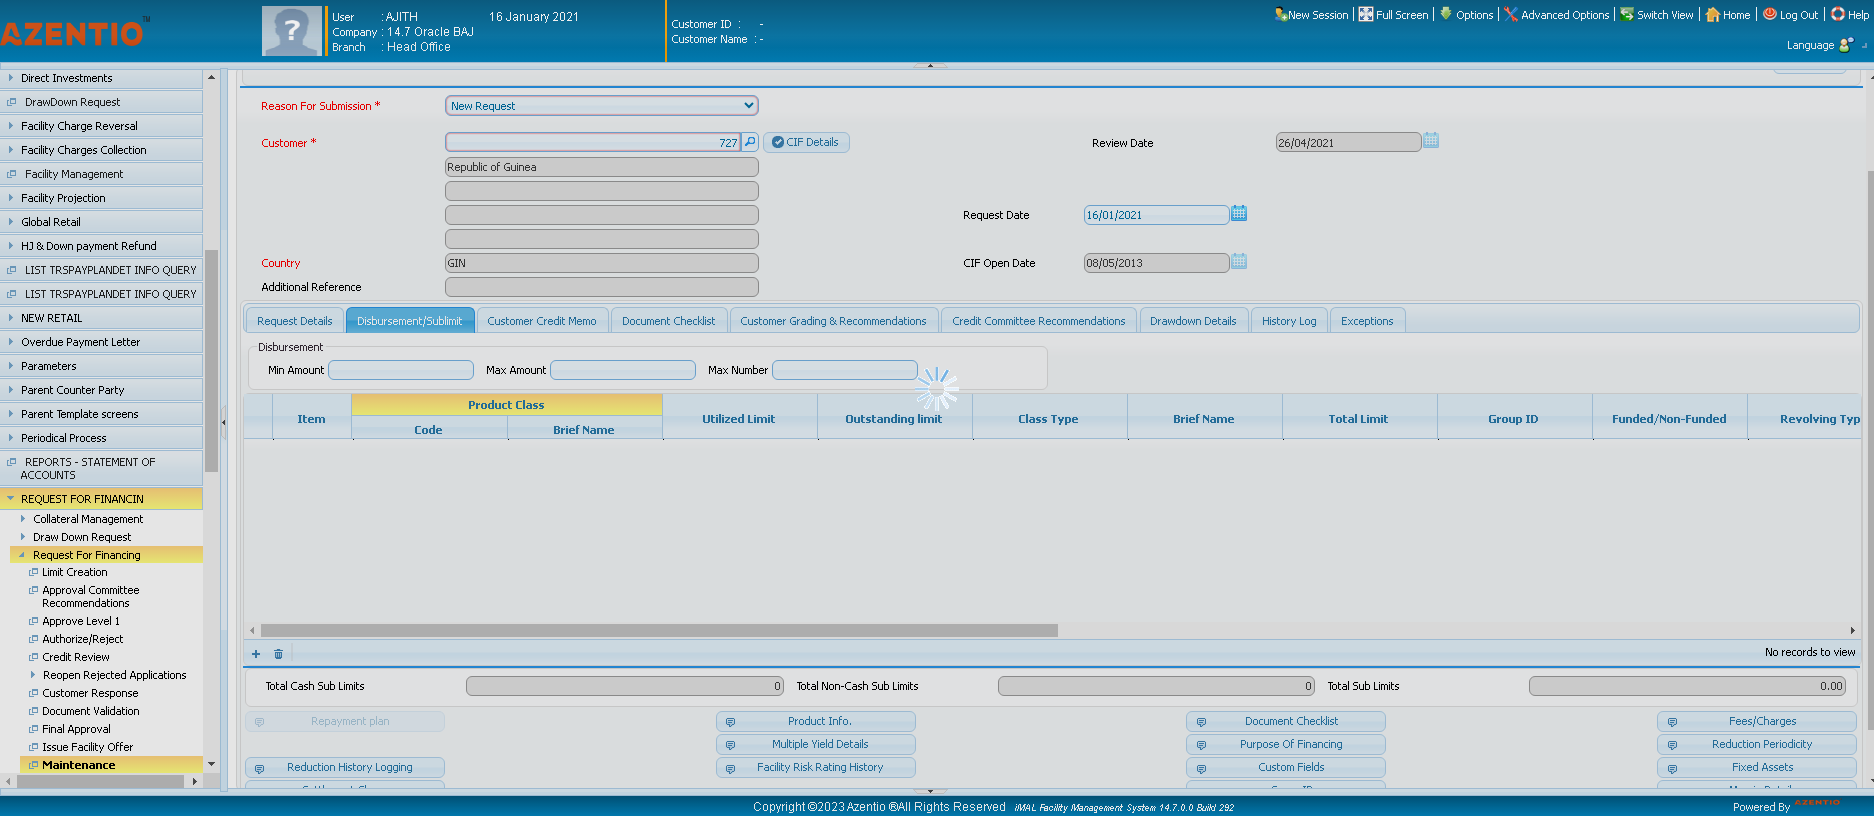 AZENTIO™
User : AJITH 16 January 2021
Company : 14.7 Oracle BAJ
Branch : Head Office
Customer ID : -
Customer Name : -
New Session Full Screen Options Advanced Options Switch View Home Log Out Help
Language
Direct Investments
DrawDown Request
Facility Charge Reversal
Facility Charges Collection
Facility Management
Facility Projection
Global Retail
HJ & Down payment Refund
LIST TRSPAYPLANDET INFO QUERY
LIST TRSPAYPLANDET INFO QUERY
NEW RETAIL
Overdue Payment Letter
Parameters
Parent Counter Party
Parent Template screens
Periodical Process
REPORTS - STATEMENT OF
ACCOUNTS
REQUEST FOR FINANCIN
Collateral Management
Draw Down Request
Request For Financing
Limit Creation
Approval Committee
Recommendations
Approve Level 1
Authorize/Reject
Credit Review
Reopen Rejected Applications
Customer Response
Document Validation
Final Approval
Issue Facility Offer
Maintenance
Reason For Submission * New Request
Customer * 727 CIF Details Review Date 26/04/2021
Republic of Guinea
Request Date 16/01/2021
Country GIN CIF Open Date 08/05/2013
Additional Reference
Request Details Disbursement/Sublimit Customer Credit Memo Document Checklist Customer Grading & Recommendations Credit Committee Recommendations Drawdown Details History Log Exceptions
Disbursement
Min Amount Max Amount Max Number
Item Product Class Utilized Limit Outstanding limit Class Type Brief Name Total Limit Group ID Funded/Non-Funded Revolving Typ
Code Brief Name
No records to view
Total Cash Sub Limits 0 Total Non-Cash Sub Limits 0 Total Sub Limits 0.00
Repayment plan Product Info. Document Checklist Fees/Charges
Multiple Yield Details Purpose Of Financing Reduction Periodicity
Reduction History Logging Facility Risk Rating History Custom Fields Fixed Assets
Copyright ©2023 Azentio ®All Rights Reserved iMAL Facility Management System 14.7.0.0 Build 292
Powered By AZENTIO